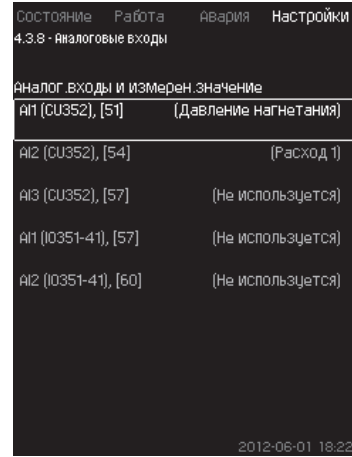 Состояние Работа Авария Настройки
4.3.8 - Аналоговые входы
Аналог.входы и измерен.значение
AI1 (CU352), [51] (Давление нагнетания)
AI2 (CU352), [54] (Расход 1)
AI3 (CU352), [57] (Не используется)
AI1 (IO351-41), [57] (Не используется)
AI2 (IO351-41), [60] (Не используется)
2012-06-01 18:22